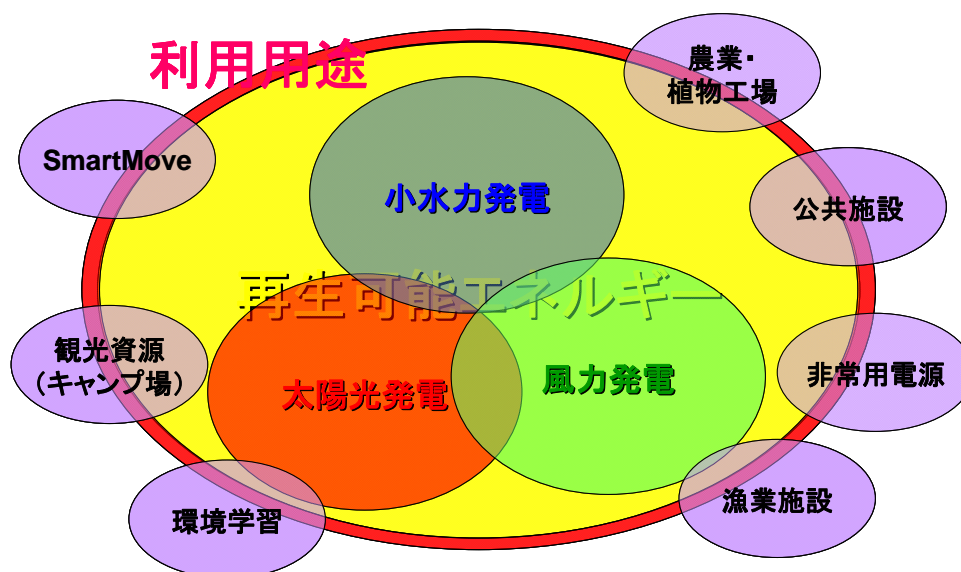 利用用途
農業・
植物工場
SmartMove
小水力発電
公共施設
再生可能エネルギー
観光資源
（キャンプ場）
太陽光発電
風力発電
非常用電源
環境学習
漁業施設